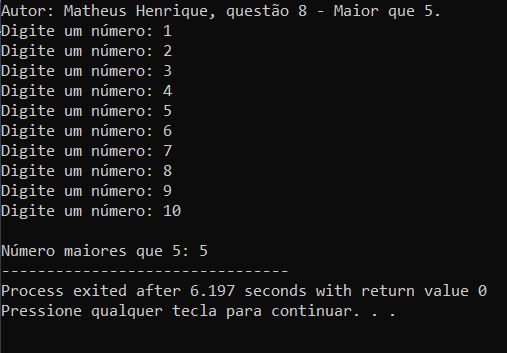 Autor: Matheus Henrique, questão 8 - Maior que 5.
Digite um número: 1
Digite um número: 2
Digite um número: 3
Digite um número: 4
Digite um número: 5
Digite um número: 6
Digite um número: 7
Digite um número: 8
Digite um número: 9
Digite um número: 10
Número maiores que 5: 5
--------------------------------
Process exited after 6.197 seconds with return value 0
Pressione qualquer tecla para continuar. . .